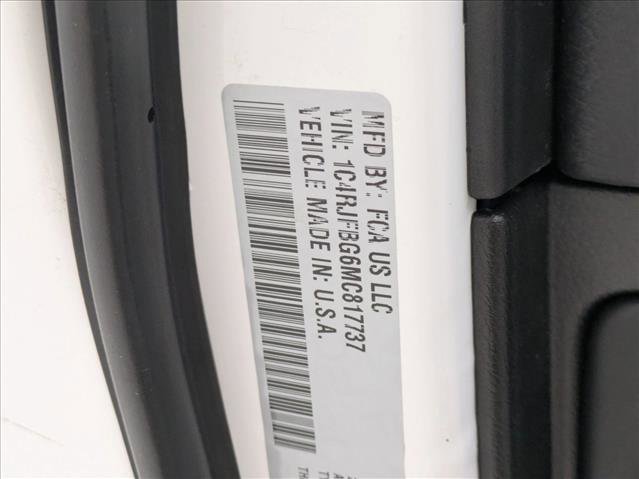 MFD BY: FCA US LLC
VIN: 1C4RJFBG6MC817737
VEHICLE MADE IN: U.S.A.